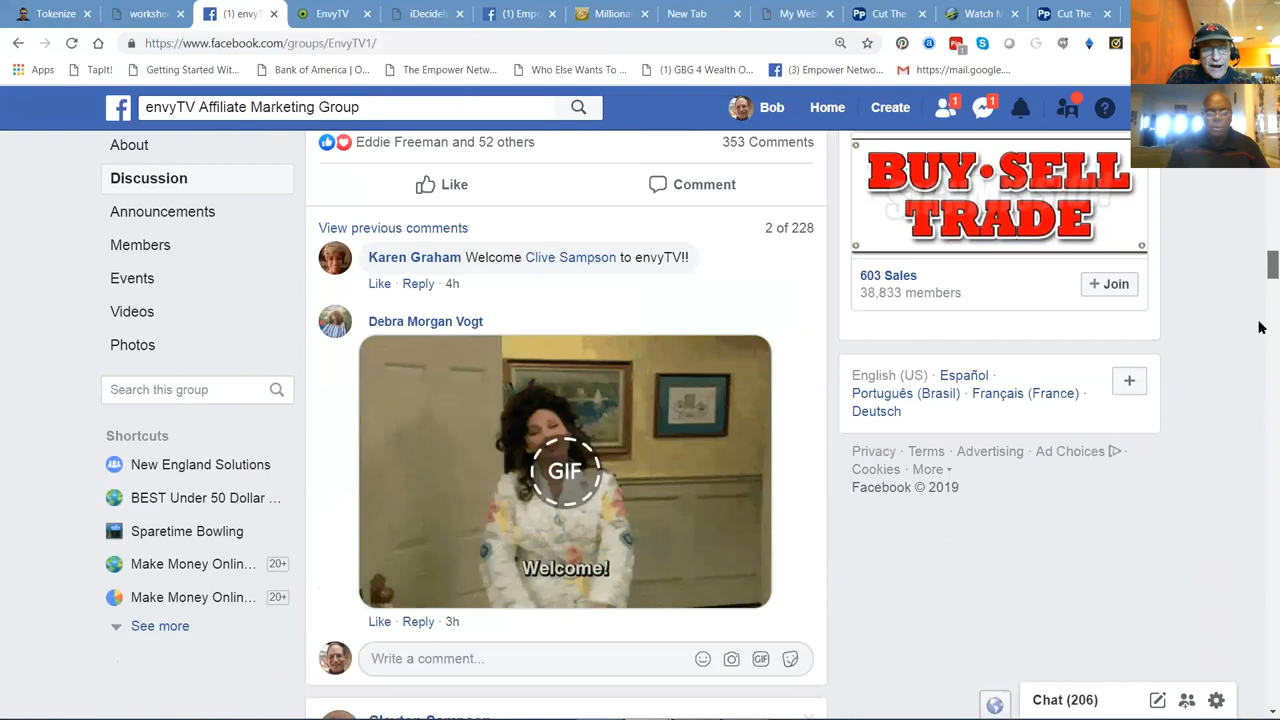 Tokenize
worksho
(1) envyT
EnvyTV
iDecide
(1) Emp
Million
New Tab
My Web
Cut The
Watch M
Cut The
https://www.facebook.com/groups/EnvyTV1/
Apps
TapIt!
Getting Started Wit...
Bank of America | O...
The Empower Netw...
Who Else Wants To ...
(1) GBG 4 Wealth O...
(3) Empower Netwo...
https://mail.google....
envyTV Affiliate Marketing Group
Bob
Home
Create
1
1
About
Discussion
Announcements
Members
Events
Videos
Photos
Search this group
Shortcuts
New England Solutions
BEST Under 50 Dollar ...
Sparetime Bowling
Make Money Onlin... 20+
Make Money Onlin... 20+
See more
Eddie Freeman and 52 others
353 Comments
Like
Comment
View previous comments
2 of 228
Karen Graham Welcome Clive Sampson to envyTV!!
Like · Reply · 4h
Debra Morgan Vogt
GIF
Welcome!
Like · Reply · 3h
Write a comment...
GIF
BUY•SELL
TRADE
603 Sales
38,833 members
+ Join
English (US) · Español ·
Português (Brasil) · Français (France) ·
Deutsch
Privacy · Terms · Advertising · Ad Choices ·
Cookies · More
Facebook © 2019
Chat (206)